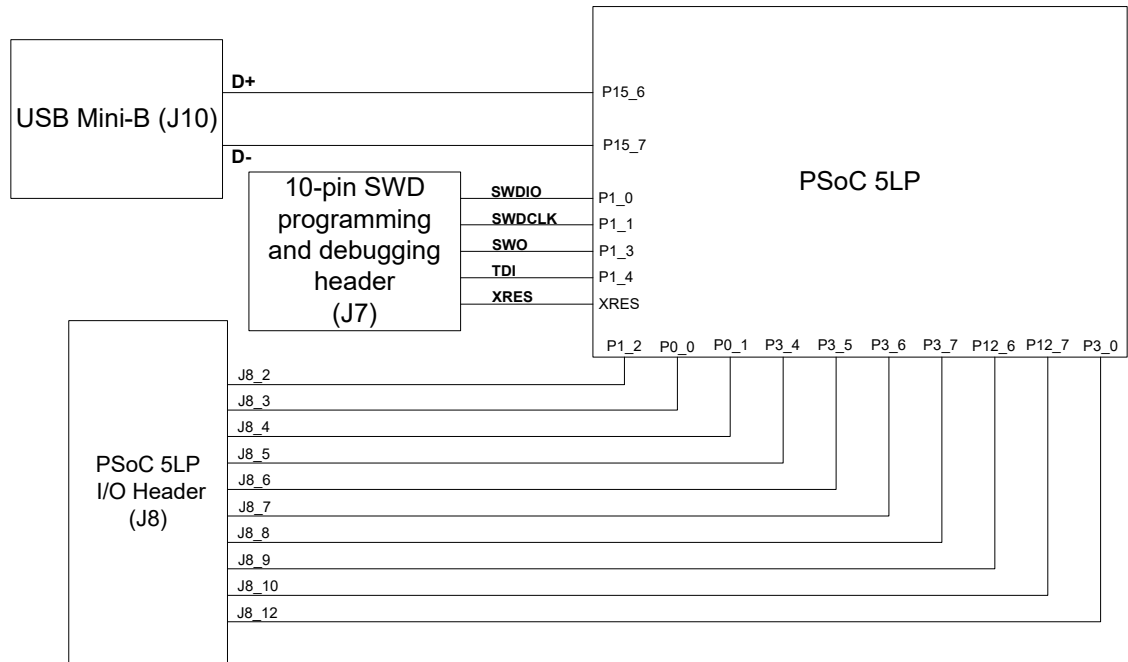 D+
P15_6
USB Mini-B (J10)
P15_7
D-
PSoC 5LP
10-pin SWD
programming
and debugging
header
(J7)
SWDIO
P1_0
SWDCLK
P1_1
SWO
P1_3
TDI
P1_4
XRES
XRES
P1_2 P0_0 P0_1 P3_4 P3_5 P3_6 P3_7 P12_6 P12_7 P3_0
PSoC 5LP
I/O Header
(J8)
J8_2
J8_3
J8_4
J8_5
J8_6
J8_7
J8_8
J8_9
J8_10
J8_12